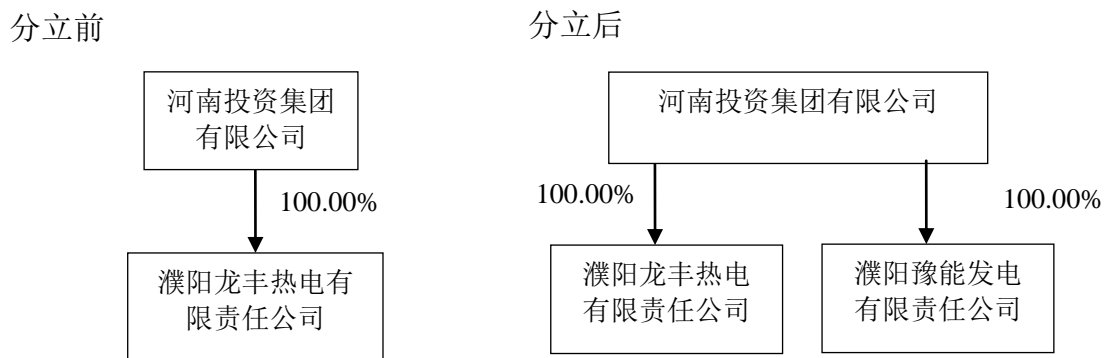 分立前
河南投资集团
有限公司
100.00%
濮阳龙丰热电有
限责任公司
分立后
河南投资集团有限公司
100.00%
100.00%
濮阳龙丰热电
有限责任公司
濮阳豫能发电
有限责任公司